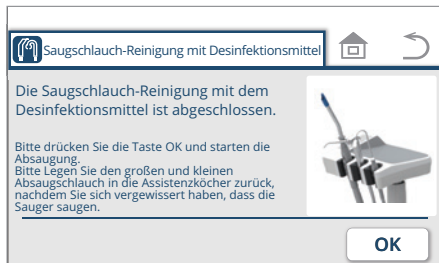 Saugschlauch-Reinigung mit Desinfektionsmittel
Die Saugschlauch-Reinigung mit dem
Desinfektionsmittel ist abgeschlossen.
Bitte drücken Sie die Taste OK und starten die
Absaugung.
Bitte Legen Sie den großen und kleinen
Absaugschlauch in die Assistenzköcher zurück,
nachdem Sie sich vergewissert haben, dass die
Sauger saugen.
OK